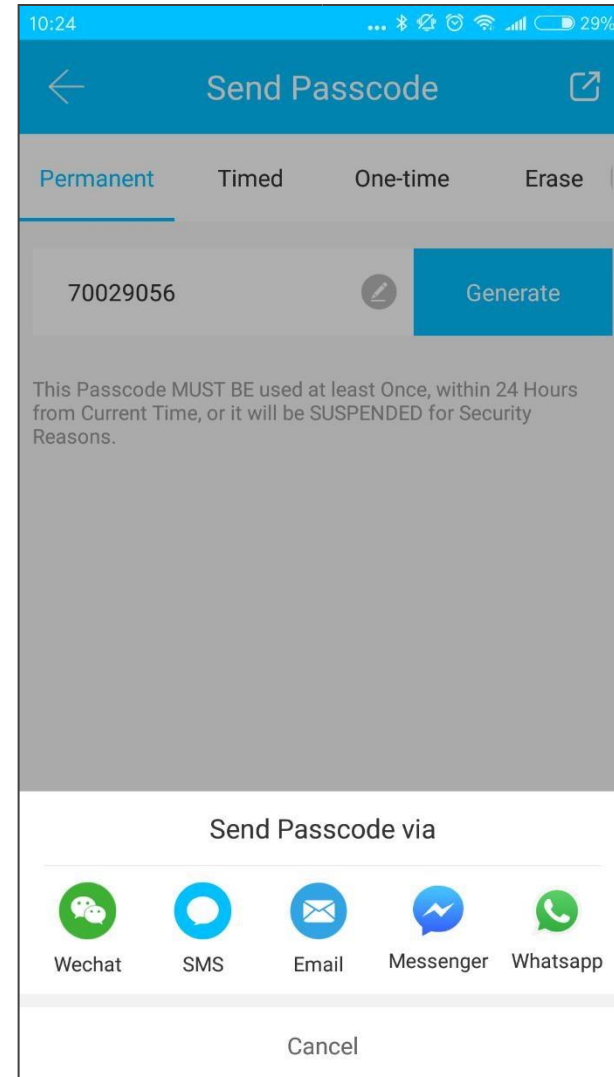 10:24 ... 29%
Send Passcode
Permanent Timed One-time Erase
70029056 Generate
This Passcode MUST BE used at least Once, within 24 Hours
from Current Time, or it will be SUSPENDED for Security
Reasons.
Send Passcode via
Wechat SMS Email Messenger Whatsapp
Cancel